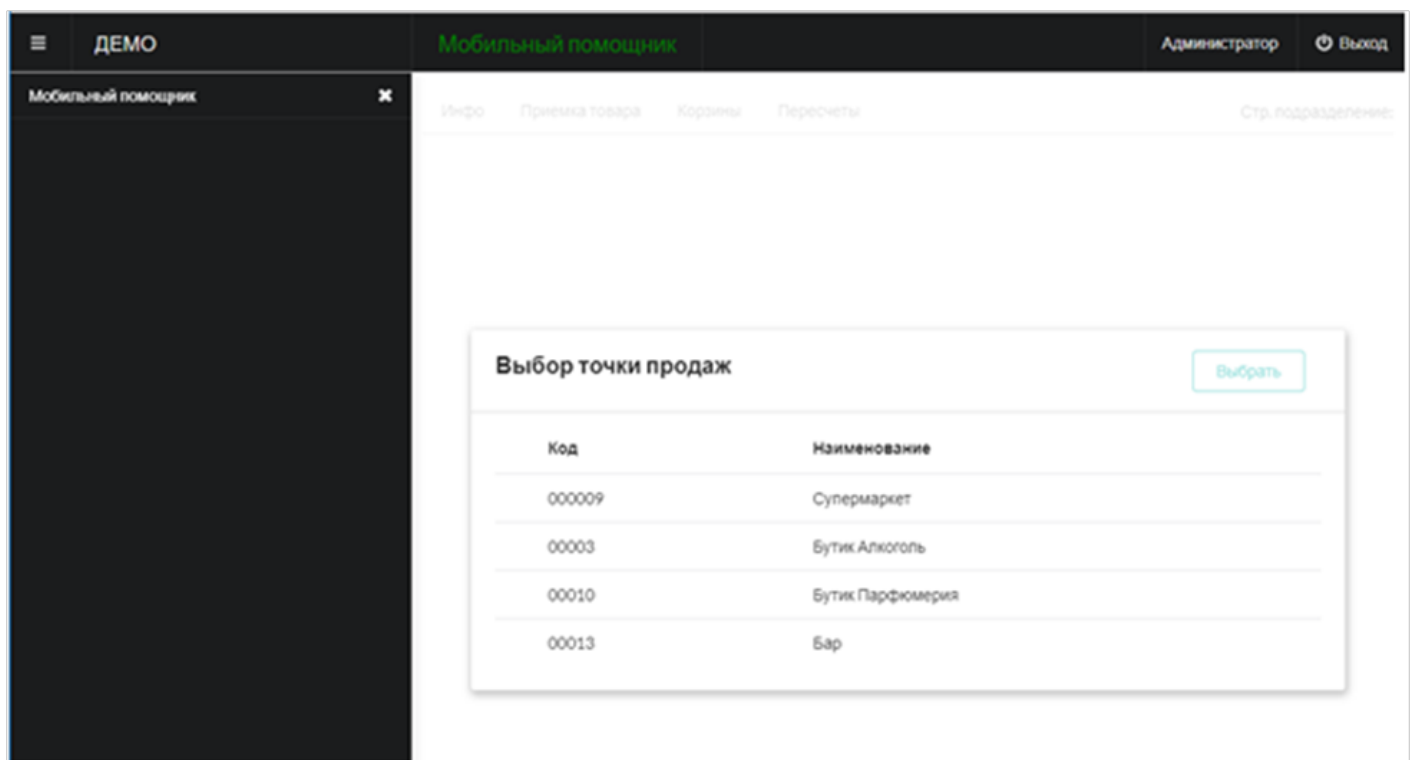 ДЕМО Мобильный помощник Администратор Выход
Мобильный помощник
Инфо Приемка товара Корзины Пересчеты Стр. подразделение:
Выбор точки продаж Выбрать
Код Наименование
000009 Супермаркет
00003 Бутик Алкоголь
00010 Бутик Парфюмерия
00013 Бар